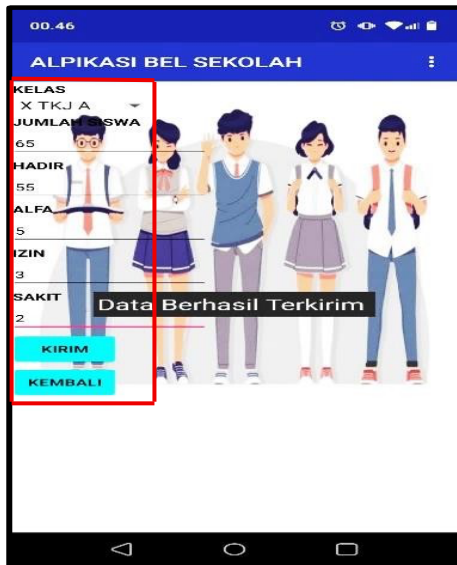 00.46
ALPIKASI BEL SEKOLAH
KELAS
X TKJ A
JUMLAH SISWA
65
HADIR
55
ALFA
5
IZIN
3
SAKIT
2
Data Berhasil Terkirim
KIRIM
KEMBALI